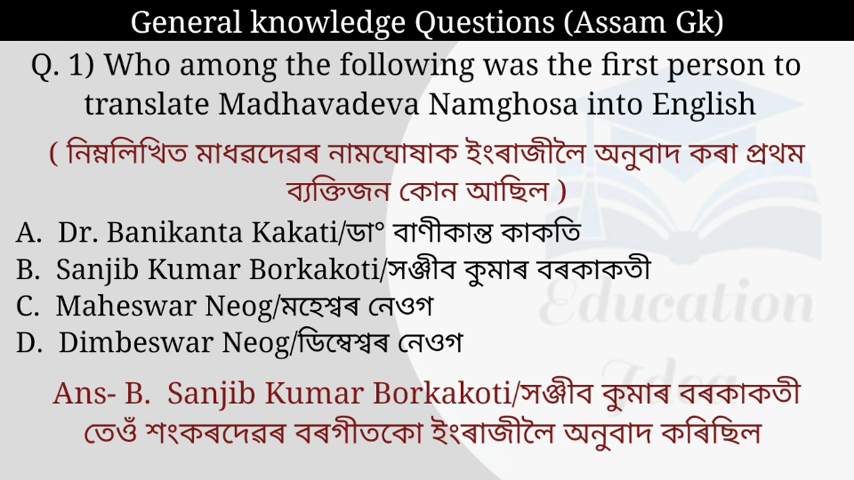 General knowledge Questions (Assam Gk)
Q. 1) Who among the following was the first person to
translate Madhavadeva Namghosa into English
( নিম্নলিখিত মাধৱদেৱৰ নামঘোষাক ইংৰাজীলৈ অনুবাদ কৰা প্ৰথম
ব্যক্তিজন কোন আছিল )
A. Dr. Banikanta Kakati/ডা° বাণীকান্ত কাকতি
B. Sanjib Kumar Borkakoti/সঞ্জীব কুমাৰ বৰকাকতী
C. Maheswar Neog/মহেশ্বৰ নেওগ
D. Dimbeswar Neog/ডিম্বেশ্বৰ নেওগ
Education
Idea
Ans- B. Sanjib Kumar Borkakoti/সঞ্জীব কুমাৰ বৰকাকতী
তেওঁ শংকৰদেৱৰ বৰগীতকো ইংৰাজীলৈ অনুবাদ কৰিছিল